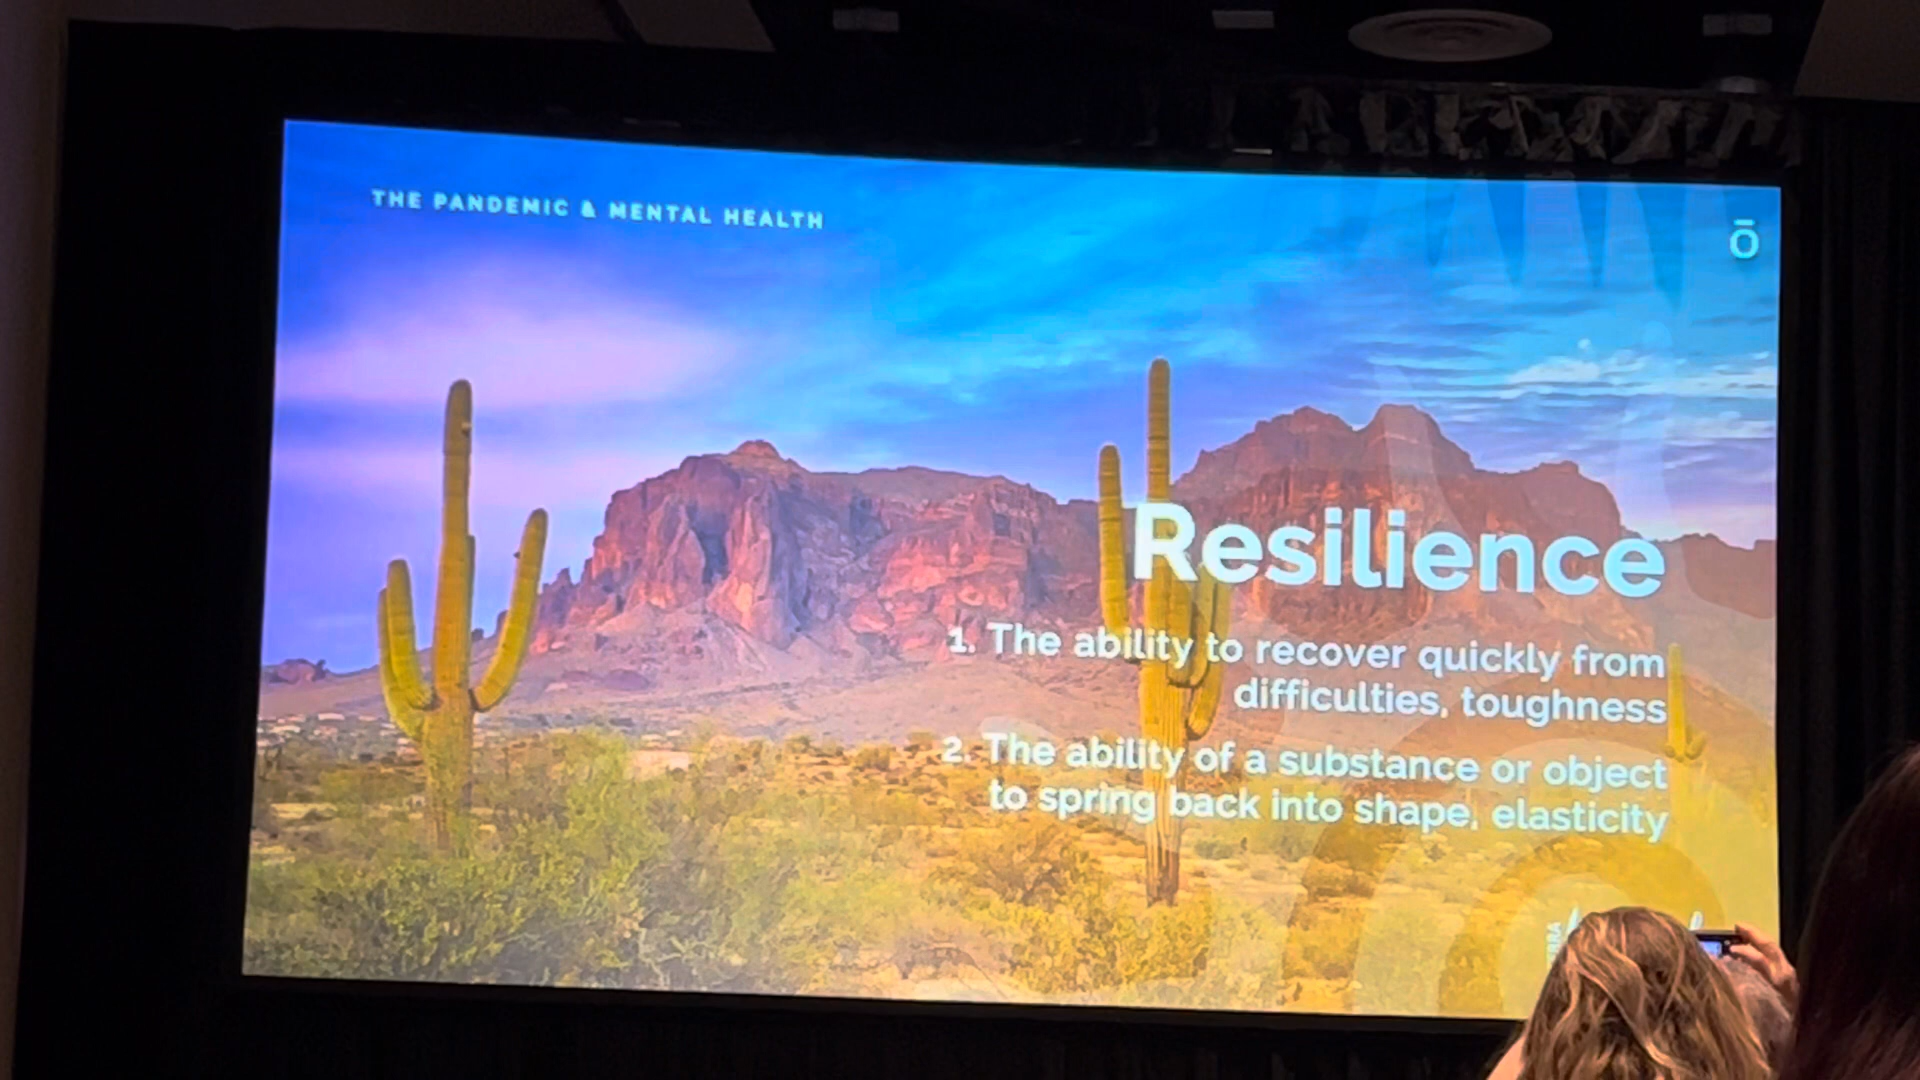 THE PANDEMIC & MENTAL HEALTH
Ō
Resilience
1. The ability to recover quickly from
difficulties, toughness
2. The ability of a substance or object
to spring back into shape, elasticity